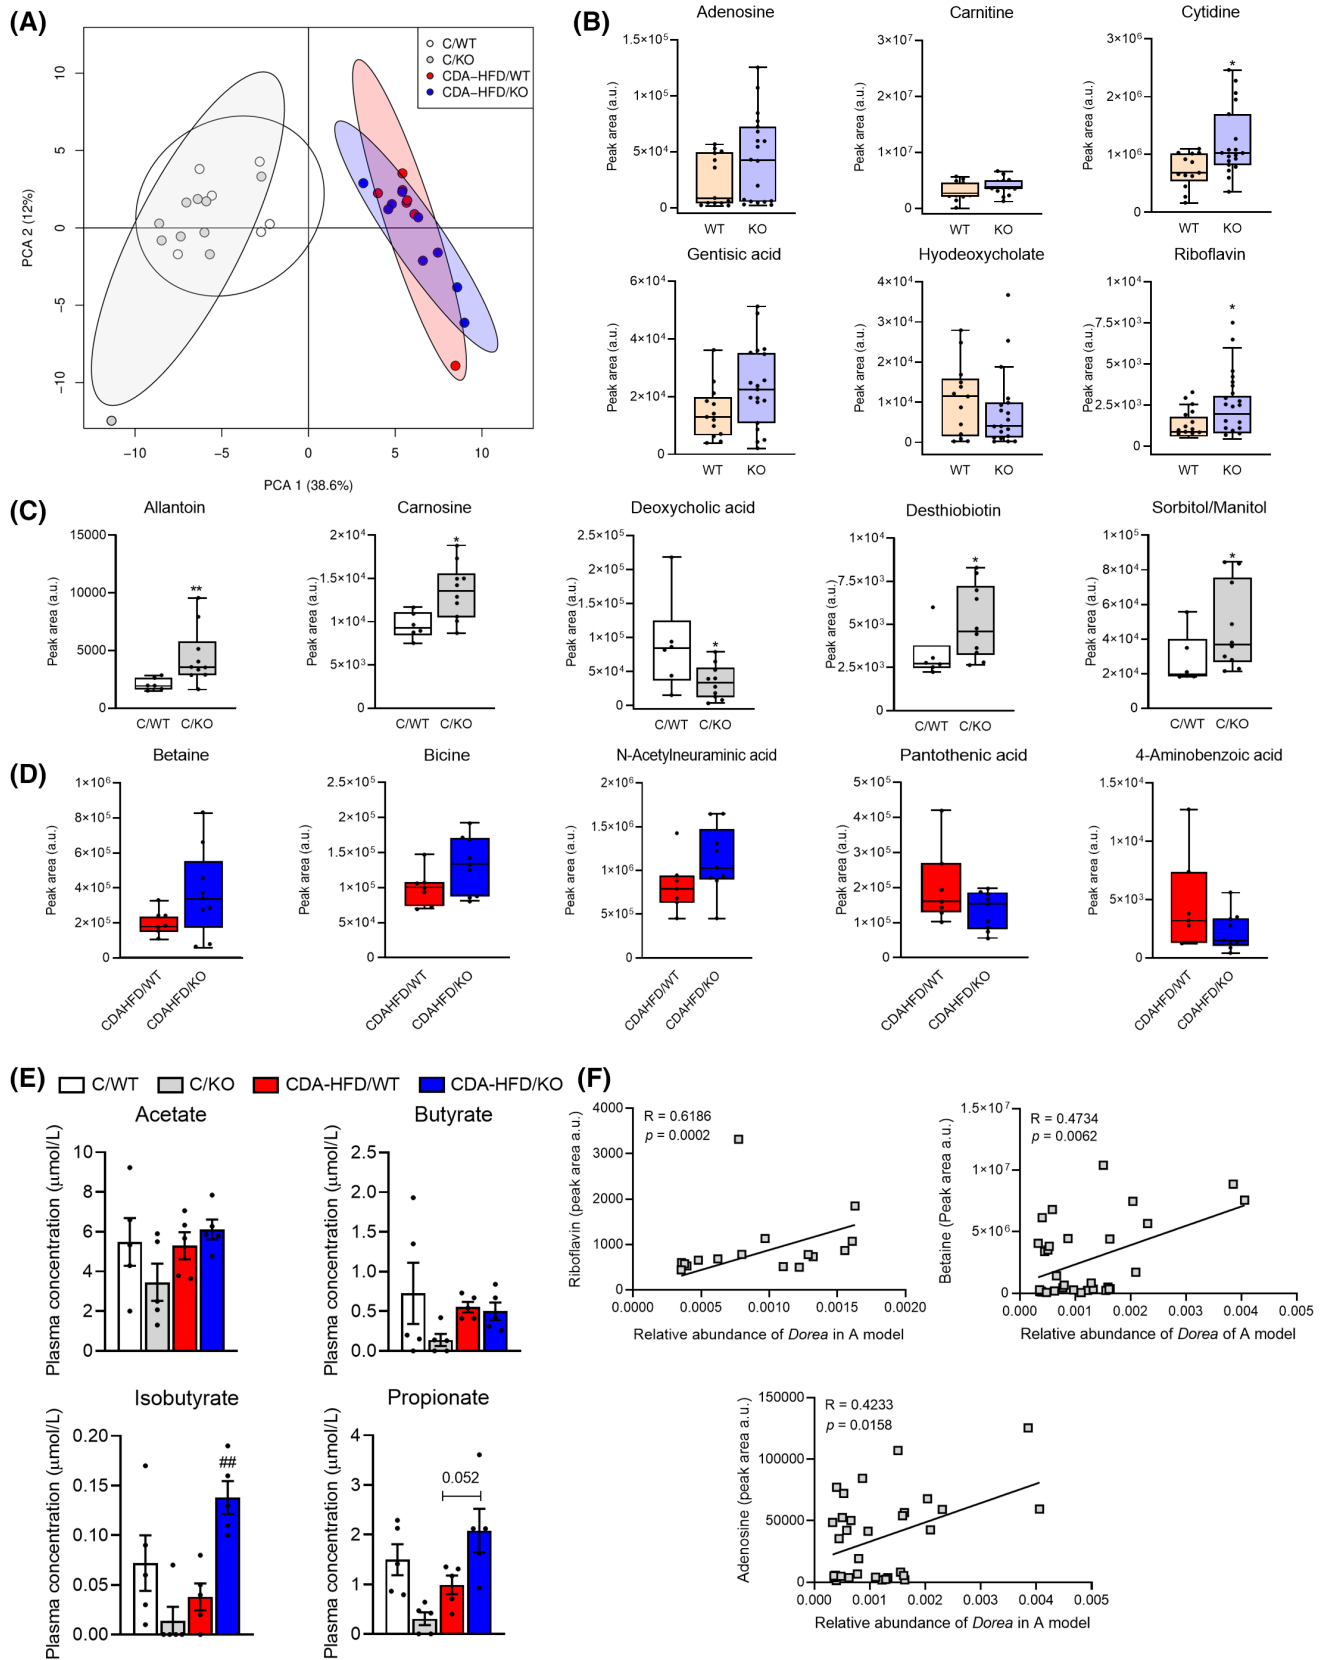 (A)
C/WT
C/KO
CDA-HFD/WT
CDA-HFD/KO
PCA 2 (12%)
10
5
0
-5
-10
-10
-5
0
5
10
PCA 1 (38.6%)
(B)
Adenosine
Peak area (a.u.)
1.5×10⁵
1×10⁵
5×10⁴
0
WT
KO
Carnitine
Peak area (a.u.)
3×10⁷
2×10⁷
1×10⁷
0
WT
KO
Cytidine
Peak area (a.u.)
3×10⁶
2×10⁶
1×10⁶
0
*
WT
KO
Gentisic acid
Peak area (a.u.)
6×10⁴
4×10⁴
2×10⁴
0
WT
KO
Hyodeoxycholate
Peak area (a.u.)
4×10⁴
3×10⁴
2×10⁴
1×10⁴
0
WT
KO
Riboflavin
Peak area (a.u.)
1×10⁴
7.5×10³
5×10³
2.5×10³
0
*
WT
KO
(C)
Allantoin
Peak area (a.u.)
15000
10000
5000
0
**
C/WT
C/KO
Carnosine
Peak area (a.u.)
2×10⁴
1.5×10⁴
1×10⁴
5×10³
0
*
C/WT
C/KO
Deoxycholic acid
Peak area (a.u.)
2.5×10⁵
2×10⁵
1.5×10⁵
1×10⁵
5×10⁴
0
*
C/WT
C/KO
Desthiobiotin
Peak area (a.u.)
1×10⁴
7.5×10³
5×10³
2.5×10³
0
*
C/WT
C/KO
Sorbitol/Manitol
Peak area (a.u.)
1×10⁵
8×10⁴
6×10⁴
4×10⁴
2×10⁴
0
*
C/WT
C/KO
(D)
Betaine
Peak area (a.u.)
1×10⁶
8×10⁵
6×10⁵
4×10⁵
2×10⁵
0
CDAHFD/WT
CDAHFD/KO
Bicine
Peak area (a.u.)
2.5×10⁵
2×10⁵
1.5×10⁵
1×10⁵
5×10⁴
0
CDAHFD/WT
CDAHFD/KO
N-Acetylneuraminic acid
Peak area (a.u.)
2×10⁶
1.5×10⁶
1×10⁶
5×10⁵
0
CDAHFD/WT
CDAHFD/KO
Pantothenic acid
Peak area (a.u.)
5×10⁵
4×10⁵
3×10⁵
2×10⁵
1×10⁵
0
CDAHFD/WT
CDAHFD/KO
4-Aminobenzoic acid
Peak area (a.u.)
1.5×10⁴
1×10⁴
5×10³
0
CDAHFD/WT
CDAHFD/KO
(E)
C/WT
C/KO
CDA-HFD/WT
CDA-HFD/KO
Acetate
Plasma concentration (μmol/L)
10
8
6
4
2
0
Butyrate
Plasma concentration (μmol/L)
2.5
2.0
1.5
1.0
0.5
0.0
Isobutyrate
Plasma concentration (μmol/L)
0.20
0.15
0.10
0.05
0.00
##
Propionate
Plasma concentration (μmol/L)
4
3
2
1
0
0.052
(F)
Riboflavin (peak area a.u.)
4000
3000
2000
1000
0
R = 0.6186
p = 0.0002
0.0000
0.0005
0.0010
0.0015
0.0020
Relative abundance of Dorea in A model
Betaine (Peak area a.u.)
1.5×10⁷
1×10⁷
5×10⁶
0
R = 0.4734
p = 0.0062
0.000
0.001
0.002
0.003
0.004
0.005
Relative abundance of Dorea of A model
Adenosine (peak area a.u.)
150000
100000
50000
0
R = 0.4233
p = 0.0158
0.000
0.001
0.002
0.003
0.004
0.005
Relative abundance of Dorea in A model